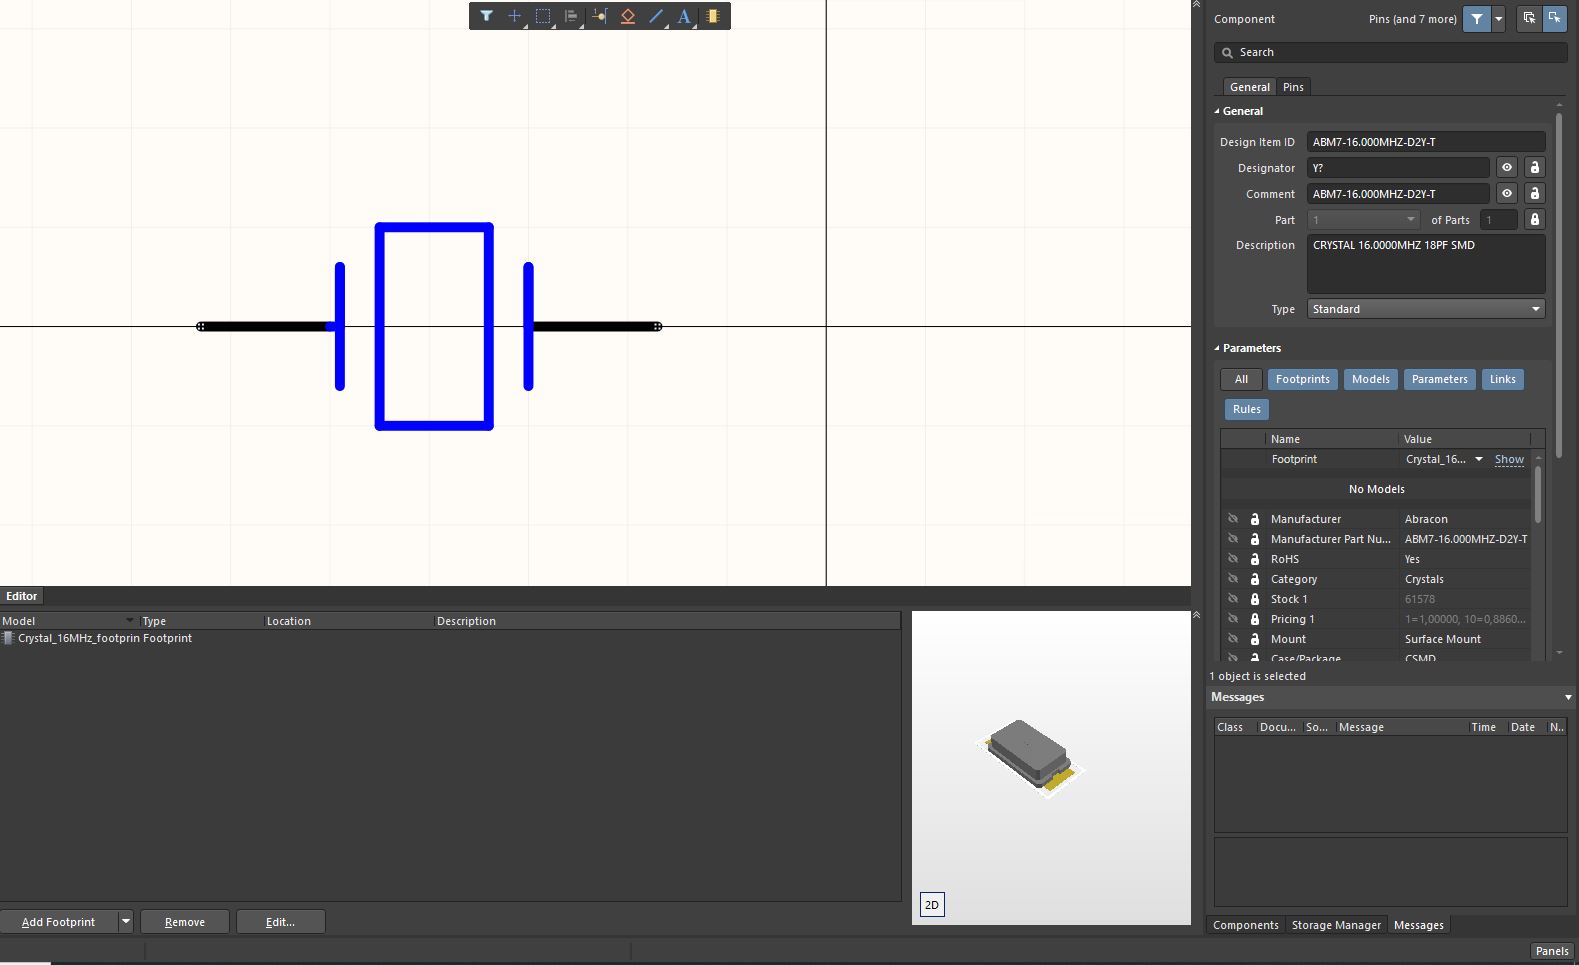 A
Component
Pins (and 7 more)
Search
General
Pins
General
Design Item ID
ABM7-16.000MHZ-D2Y-T
Designator
Y?
Comment
ABM7-16.000MHZ-D2Y-T
Part
1
of Parts
1
Description
CRYSTAL 16.0000MHZ 18PF SMD
Type
Standard
Parameters
All
Footprints
Models
Parameters
Links
Rules
Name
Value
Footprint
Crystal_16...
Show
No Models
Manufacturer
Abracon
Manufacturer Part Nu...
ABM7-16.000MHZ-D2Y-T
RoHS
Yes
Category
Crystals
Stock 1
61578
Pricing 1
1=1,00000, 10=0,8860...
Mount
Surface Mount
Case/Package
CSMD
1 object is selected
Messages
Class
Docu...
So...
Message
Time
Date
N..
Components
Storage Manager
Messages
Panels
Editor
Model
Type
Location
Description
Crystal_16MHz_footprin
Footprint
2D
Add Footprint
Remove
Edit...